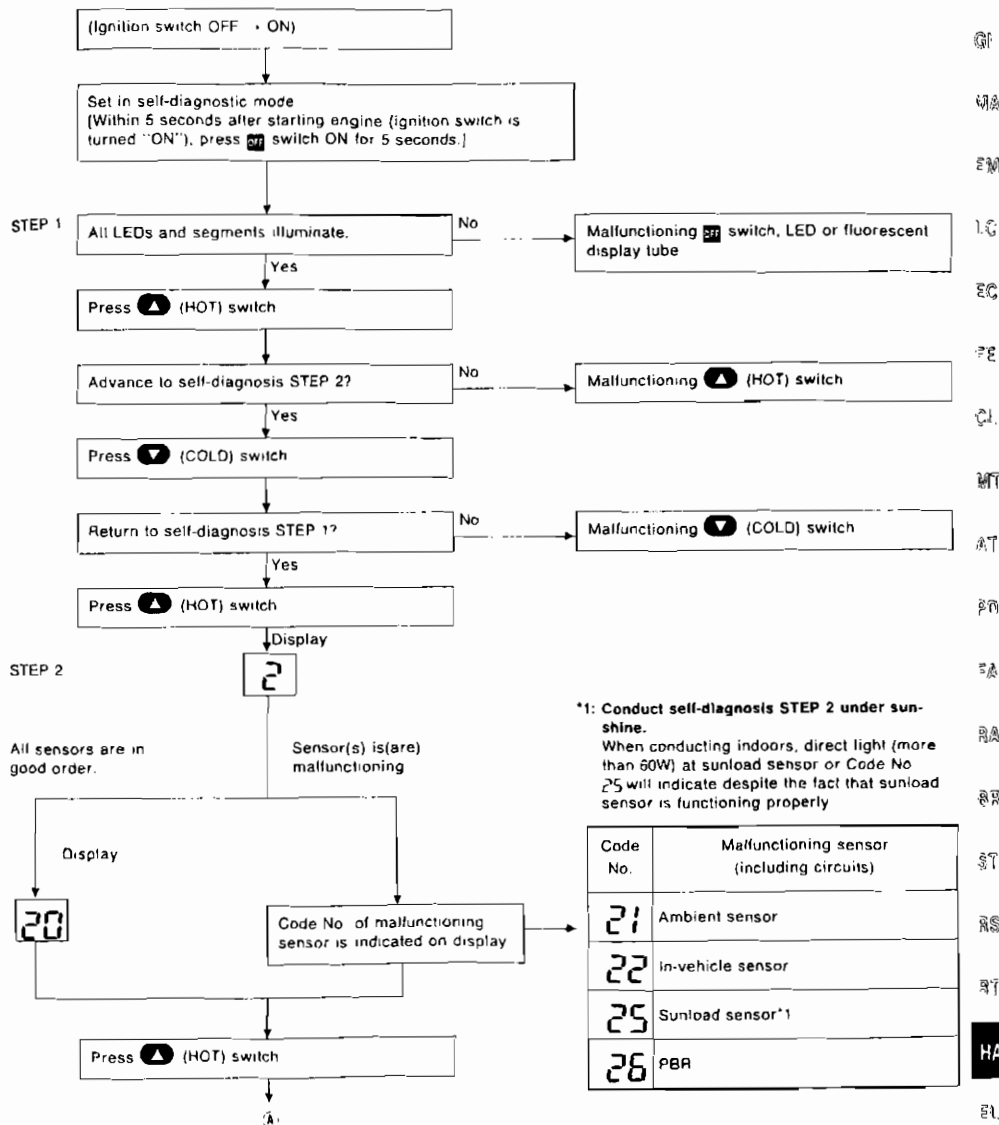 (Ignition switch OFF → ON)
Set in self-diagnostic mode
[Within 5 seconds after starting engine (ignition switch is
turned "ON"), press OFF switch ON for 5 seconds.]
STEP 1
All LEDs and segments illuminate.
No
Malfunctioning OFF switch, LED or fluorescent
display tube
Yes
Press ▲ (HOT) switch
Advance to self-diagnosis STEP 2?
No
Malfunctioning ▲ (HOT) switch
Yes
Press ▼ (COLD) switch
Return to self-diagnosis STEP 1?
No
Malfunctioning ▼ (COLD) switch
Yes
Press ▲ (HOT) switch
Display
STEP 2
2
All sensors are in
good order.
Sensor(s) is(are)
malfunctioning
Display
20
Code No of malfunctioning
sensor is indicated on display
Press ▲ (HOT) switch
A
*1: Conduct self-diagnosis STEP 2 under sun-
shine.
When conducting indoors, direct light (more
than 60W) at sunload sensor or Code No
25 will indicate despite the fact that sunload
sensor is functioning properly
Code No. Malfunctioning sensor (including circuits)
21 Ambient sensor
22 In-vehicle sensor
25 Sunload sensor*1
26 PBR
GI
MA
EM
LC
EC
FE
CL
MT
AT
PD
FA
RA
BR
ST
RS
BT
HA
EL